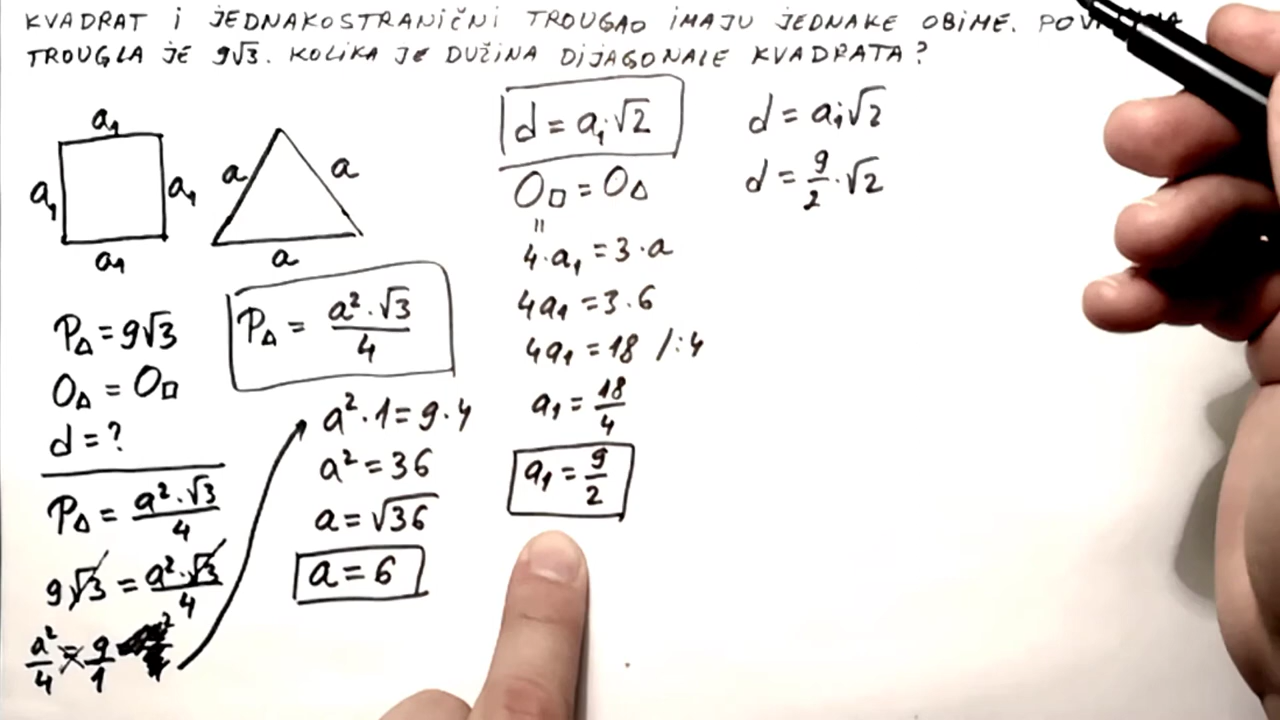 KVADRAT I JEDNAKOSTRANIČNI TROUGAO IMAJU JEDNAKE OBIME.
TROUGLA JE 9√3. KOLIKA JE DUŽINA DIJAGONALE KVADRATA?
a₁
a₁
a₁
a₁
a
a
a
P△ = 9√3
O△ = O□
d = ?
P△ = a²·√3/4
9√3 = a²·√3/4
a²/4 = 9/1
P△ = a²·√3/4
a²·1 = 9·4
a² = 36
a = √36
a = 6
d = a₁√2
O□ = O△
=
4·a₁ = 3·a
4a₁ = 3·6
4a₁ = 18 /:4
a₁ = 18/4
a₁ = 9/2
d = a₁√2
d = 9/2·√2